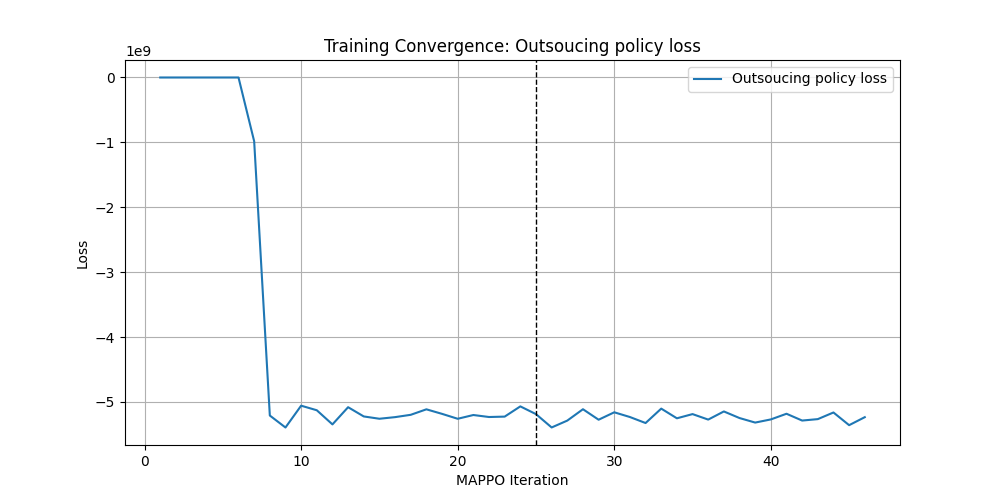 Training Convergence: Outsoucing policy loss
1e9
Outsoucing policy loss
0
−1
−2
−3
−4
−5
Loss
0 10 20 30 40
MAPPO Iteration